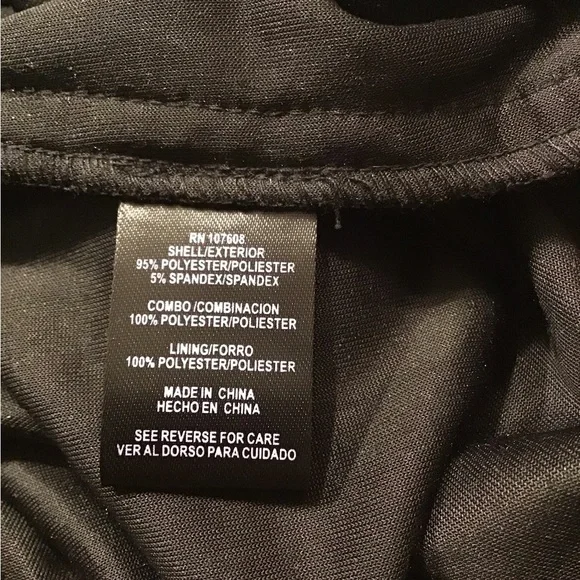 RN 107608
SHELL/EXTERIOR
95% POLYESTER/POLIESTER
5% SPANDEX/SPANDEX
COMBO /COMBINACION
100% POLYESTER/POLIESTER
LINING/FORRO
100% POLYESTER/POLIESTER
MADE IN CHINA
HECHO EN CHINA
SEE REVERSE FOR CARE
VER AL DORSO PARA CUIDADO